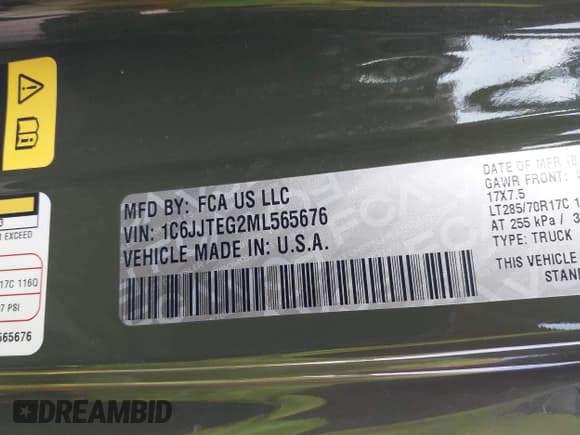 MFD BY: FCA US LLC
VIN: 1C6JJTEG2ML565676
VEHICLE MADE IN: U.S.A.
DATE OF MFR
GAWR FRONT:
17X7.5
LT285/70R17C
AT 255 kPa /
TYPE: TRUCK
THIS VEHICLE
STAN
EXCEED
17C 116Q
PSI
565676
DREAMBID